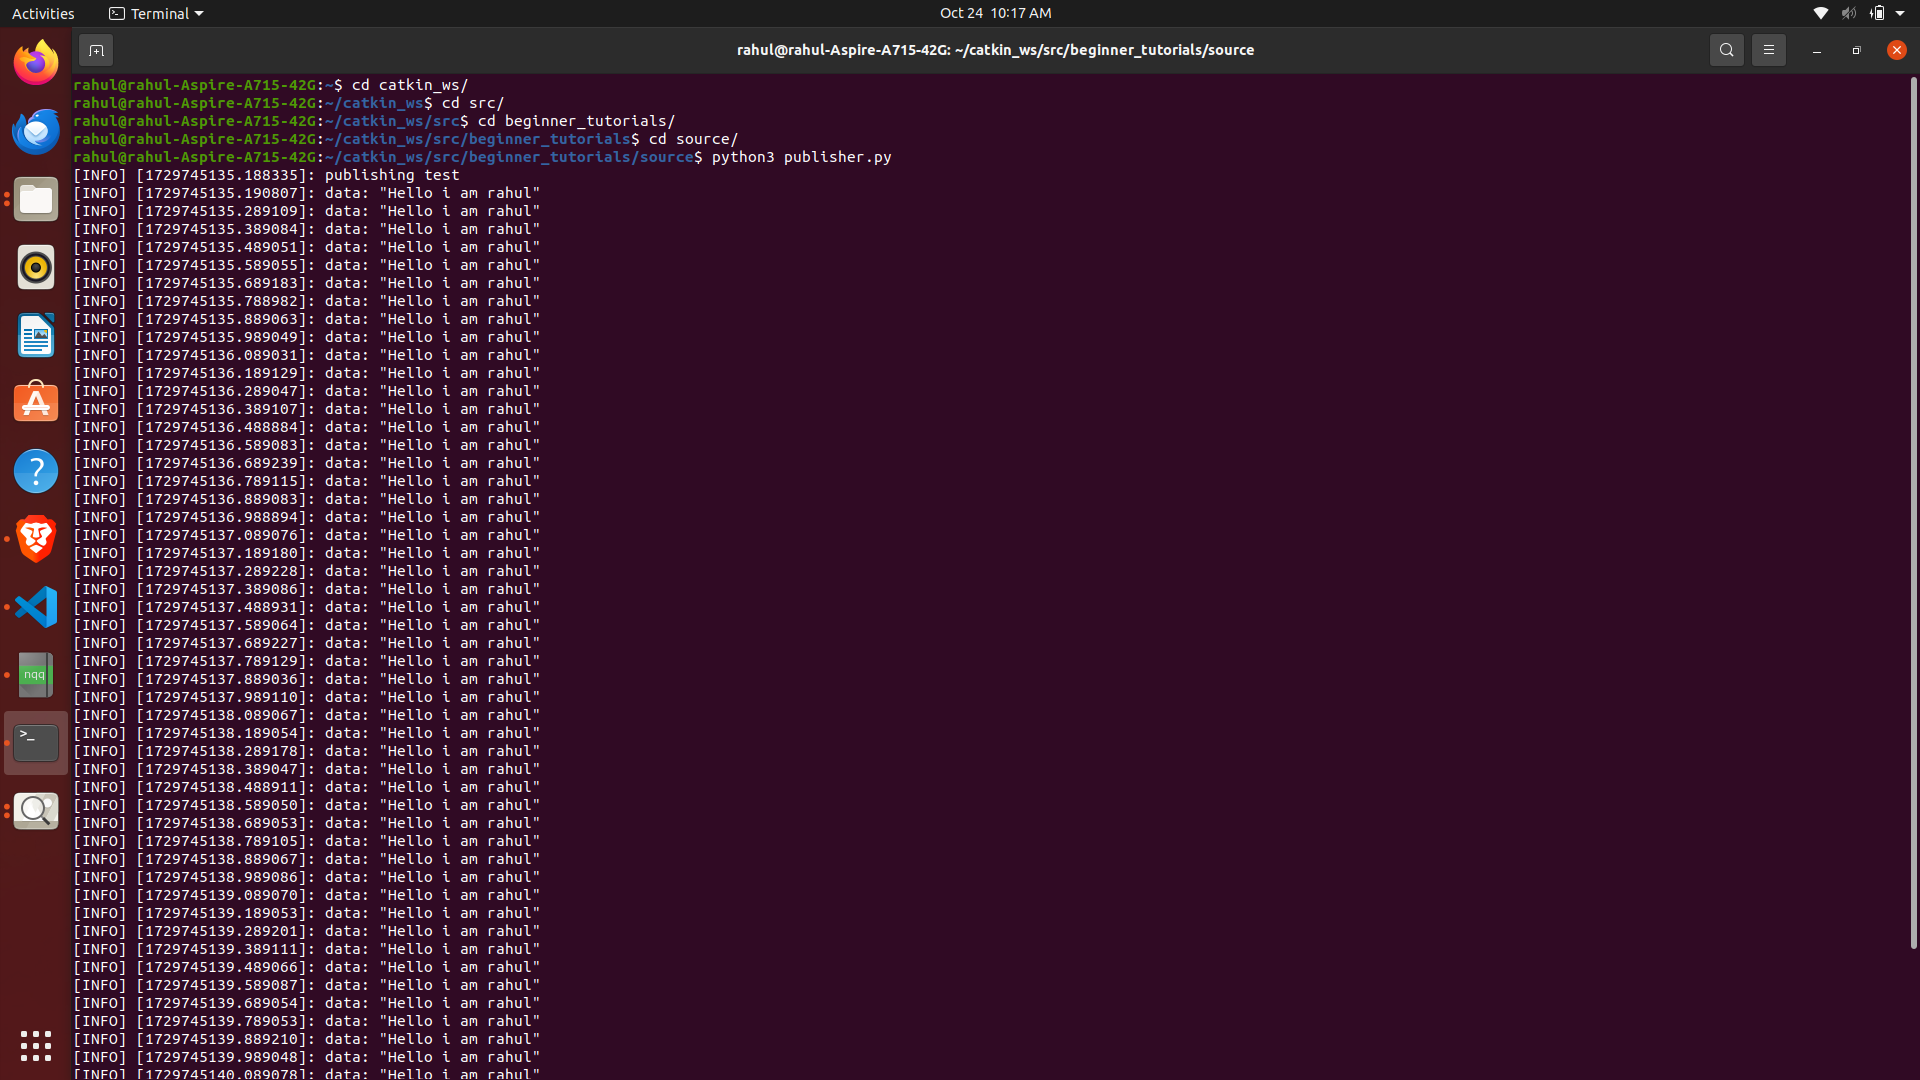 Activities
Terminal
Oct 24 10:17 AM
rahul@rahul-Aspire-A715-42G: ~/catkin_ws/src/beginner_tutorials/source
rahul@rahul-Aspire-A715-42G:~$ cd catkin_ws/
rahul@rahul-Aspire-A715-42G:~/catkin_ws$ cd src/
rahul@rahul-Aspire-A715-42G:~/catkin_ws/src$ cd beginner_tutorials/
rahul@rahul-Aspire-A715-42G:~/catkin_ws/src/beginner_tutorials$ cd source/
rahul@rahul-Aspire-A715-42G:~/catkin_ws/src/beginner_tutorials/source$ python3 publisher.py
[INFO] [1729745135.188335]: publishing test
[INFO] [1729745135.190807]: data: "Hello i am rahul"
[INFO] [1729745135.289109]: data: "Hello i am rahul"
[INFO] [1729745135.389084]: data: "Hello i am rahul"
[INFO] [1729745135.489051]: data: "Hello i am rahul"
[INFO] [1729745135.589055]: data: "Hello i am rahul"
[INFO] [1729745135.689183]: data: "Hello i am rahul"
[INFO] [1729745135.788982]: data: "Hello i am rahul"
[INFO] [1729745135.889063]: data: "Hello i am rahul"
[INFO] [1729745135.989049]: data: "Hello i am rahul"
[INFO] [1729745136.089031]: data: "Hello i am rahul"
[INFO] [1729745136.189129]: data: "Hello i am rahul"
[INFO] [1729745136.289047]: data: "Hello i am rahul"
[INFO] [1729745136.389107]: data: "Hello i am rahul"
[INFO] [1729745136.488884]: data: "Hello i am rahul"
[INFO] [1729745136.589083]: data: "Hello i am rahul"
[INFO] [1729745136.689239]: data: "Hello i am rahul"
[INFO] [1729745136.789115]: data: "Hello i am rahul"
[INFO] [1729745136.889083]: data: "Hello i am rahul"
[INFO] [1729745136.988894]: data: "Hello i am rahul"
[INFO] [1729745137.089076]: data: "Hello i am rahul"
[INFO] [1729745137.189180]: data: "Hello i am rahul"
[INFO] [1729745137.289228]: data: "Hello i am rahul"
[INFO] [1729745137.389086]: data: "Hello i am rahul"
[INFO] [1729745137.488931]: data: "Hello i am rahul"
[INFO] [1729745137.589064]: data: "Hello i am rahul"
[INFO] [1729745137.689227]: data: "Hello i am rahul"
[INFO] [1729745137.789129]: data: "Hello i am rahul"
[INFO] [1729745137.889036]: data: "Hello i am rahul"
[INFO] [1729745137.989110]: data: "Hello i am rahul"
[INFO] [1729745138.089067]: data: "Hello i am rahul"
[INFO] [1729745138.189054]: data: "Hello i am rahul"
[INFO] [1729745138.289178]: data: "Hello i am rahul"
[INFO] [1729745138.389047]: data: "Hello i am rahul"
[INFO] [1729745138.488911]: data: "Hello i am rahul"
[INFO] [1729745138.589050]: data: "Hello i am rahul"
[INFO] [1729745138.689053]: data: "Hello i am rahul"
[INFO] [1729745138.789105]: data: "Hello i am rahul"
[INFO] [1729745138.889067]: data: "Hello i am rahul"
[INFO] [1729745138.989086]: data: "Hello i am rahul"
[INFO] [1729745139.089070]: data: "Hello i am rahul"
[INFO] [1729745139.189053]: data: "Hello i am rahul"
[INFO] [1729745139.289201]: data: "Hello i am rahul"
[INFO] [1729745139.389111]: data: "Hello i am rahul"
[INFO] [1729745139.489066]: data: "Hello i am rahul"
[INFO] [1729745139.589087]: data: "Hello i am rahul"
[INFO] [1729745139.689054]: data: "Hello i am rahul"
[INFO] [1729745139.789053]: data: "Hello i am rahul"
[INFO] [1729745139.889210]: data: "Hello i am rahul"
[INFO] [1729745139.989048]: data: "Hello i am rahul"
[INFO] [1729745140.089078]: data: "Hello i am rahul"
nqq